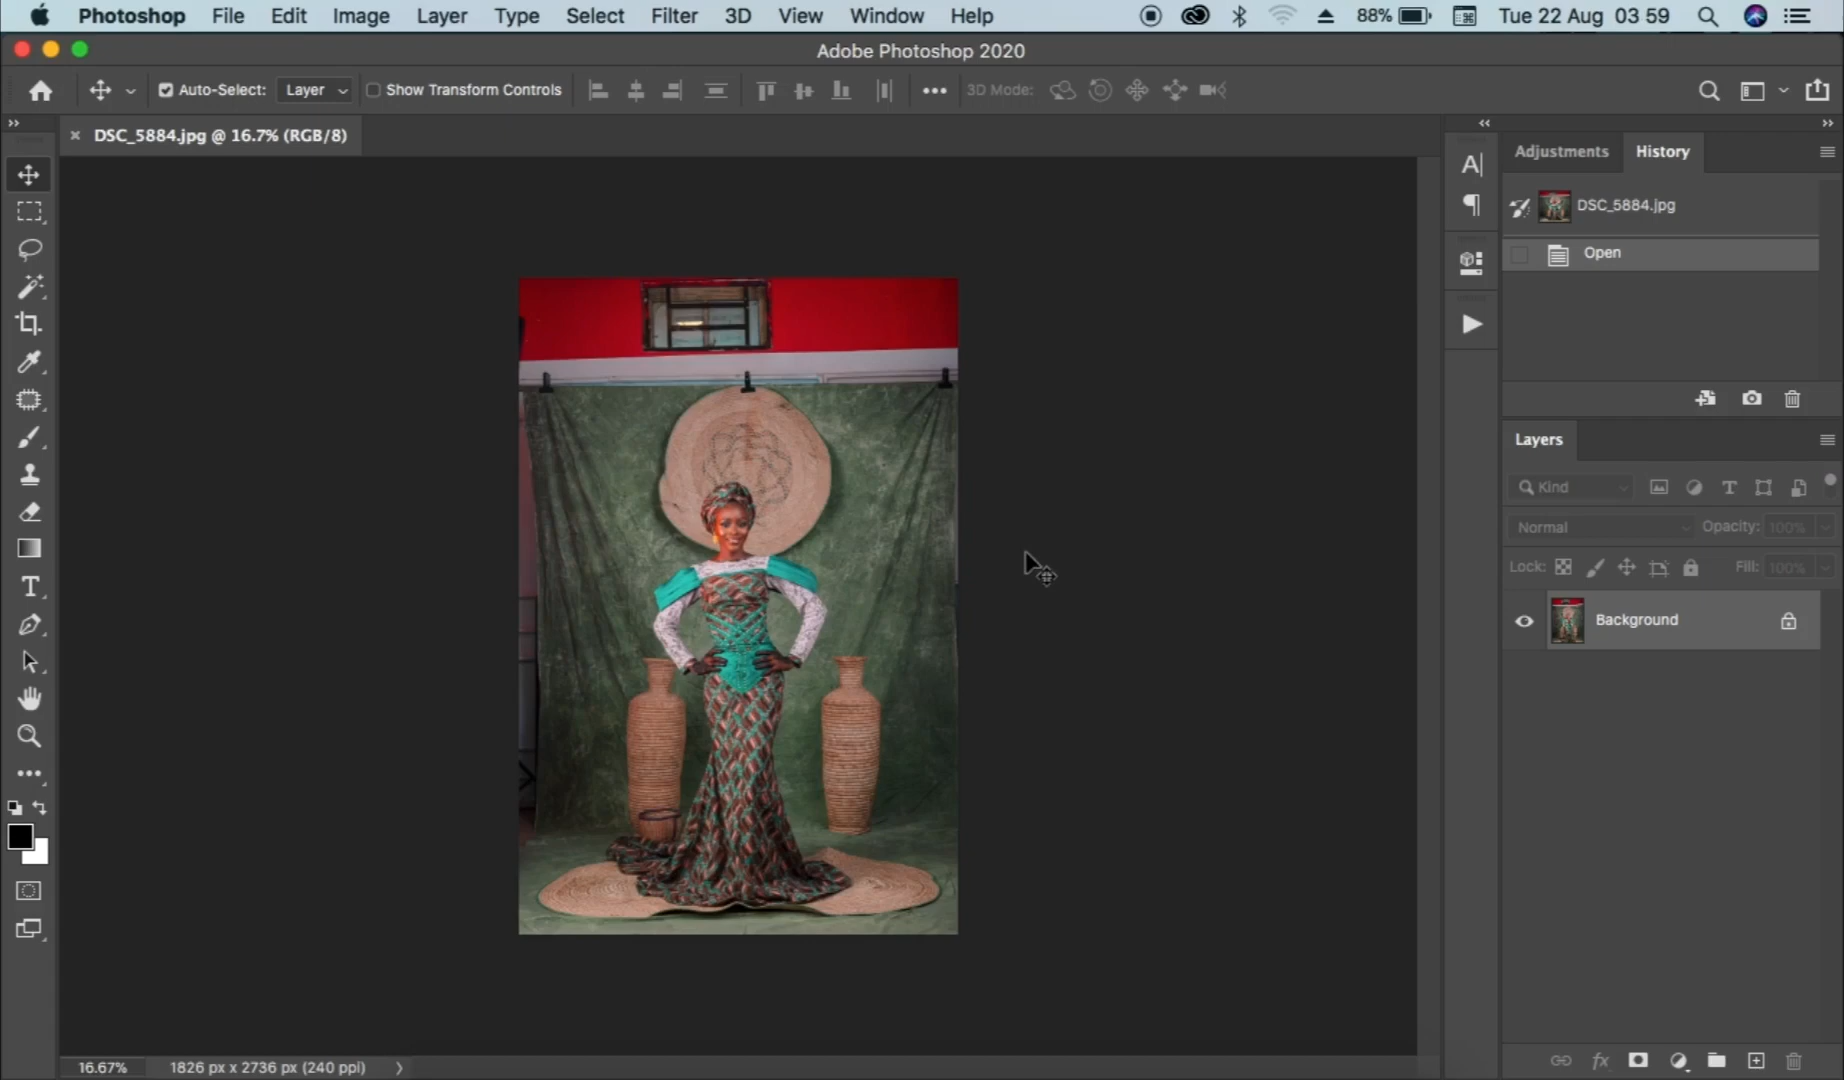 Photoshop File Edit Image Layer Type Select Filter 3D View Window Help 88% Tue 22 Aug 03 59
Adobe Photoshop 2020
Auto-Select: Layer Show Transform Controls 3D Mode:
DSC_5884.jpg @ 16.7% (RGB/8)
Adjustments History
DSC_5884.jpg
Open
Layers
Kind
Normal Opacity: 100%
Lock: Fill: 100%
Background
16.67% 1826 px x 2736 px (240 ppi)